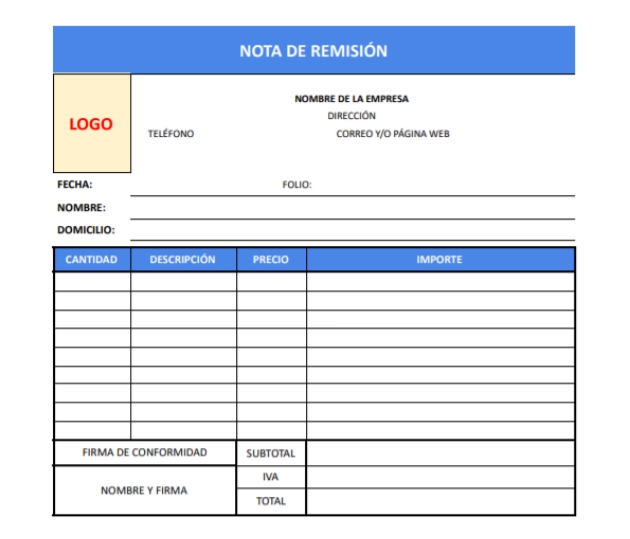 NOTA DE REMISIÓN
LOGO
NOMBRE DE LA EMPRESA
DIRECCIÓN
TELÉFONO CORREO Y/O PÁGINA WEB
FECHA: FOLIO:
NOMBRE:
DOMICILIO:
CANTIDAD DESCRIPCIÓN PRECIO IMPORTE
FIRMA DE CONFORMIDAD SUBTOTAL
IVA
NOMBRE Y FIRMA
TOTAL